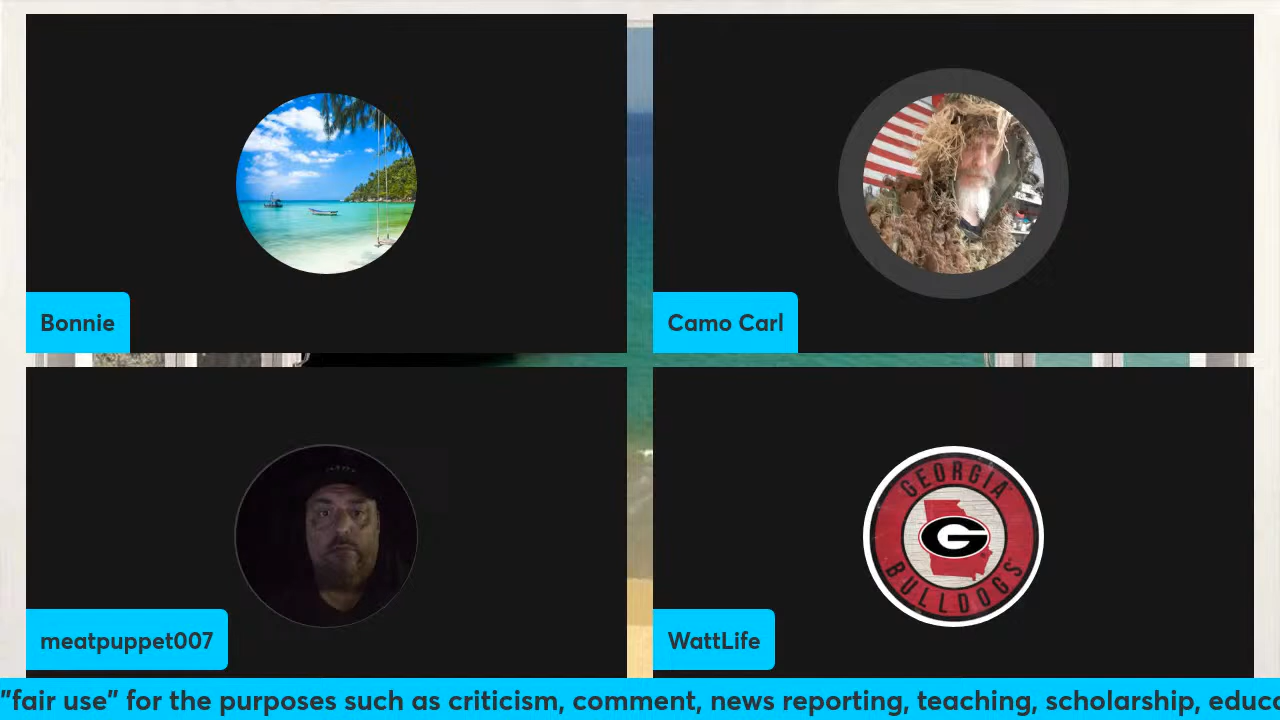 Bonnie
Camo Carl
GEORGIA
G
BULLDOGS
meatpuppet007
WattLife
"fair use" for the purposes such as criticism, comment, news reporting, teaching, scholarship, educa